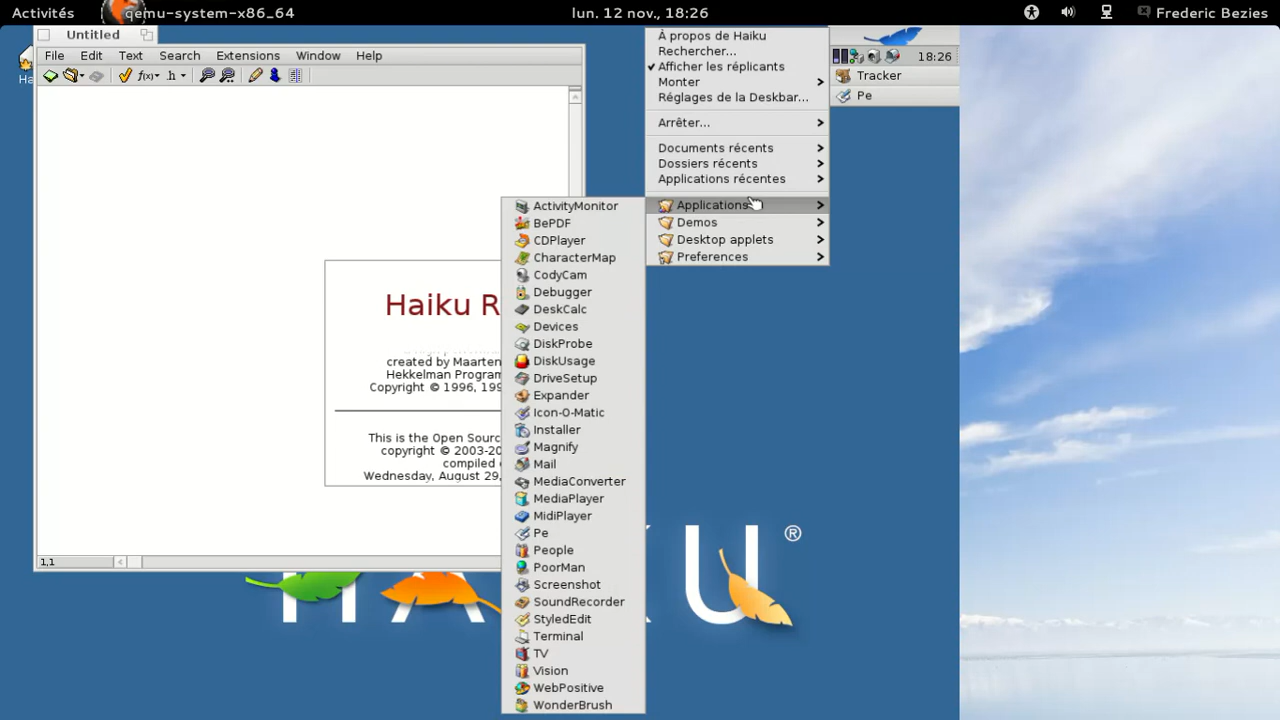 Activités
qemu-system-x86_64
lun. 12 nov., 18:26
Frederic Bezies
Untitled
File Edit Text Search Extensions Window Help
1,1
Haiku R
created by Maarten
Hekkelman Program
Copyright © 1996, 199
This is the Open Sourc
copyright © 2003-20
compiled
Wednesday, August 29,
À propos de Haiku
Rechercher...
Afficher les réplicants
Monter
Réglages de la Deskbar...
Arrêter...
Documents récents
Dossiers récents
Applications récentes
Applications
Demos
Desktop applets
Preferences
ActivityMonitor
BePDF
CDPlayer
CharacterMap
CodyCam
Debugger
DeskCalc
Devices
DiskProbe
DiskUsage
DriveSetup
Expander
Icon-O-Matic
Installer
Magnify
Mail
MediaConverter
MediaPlayer
MidiPlayer
Pe
People
PoorMan
Screenshot
SoundRecorder
StyledEdit
Terminal
TV
Vision
WebPositive
WonderBrush
18:26
Tracker
Pe
U®